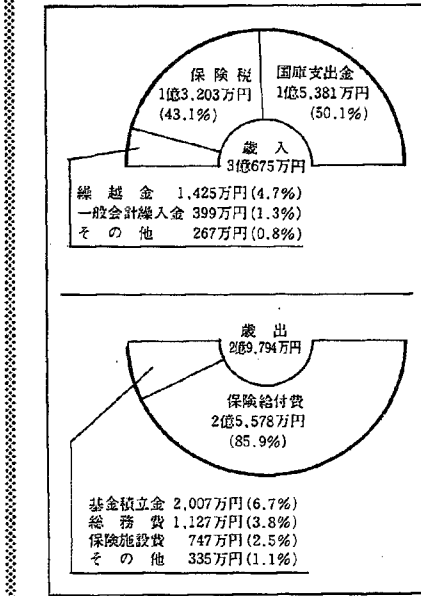 保険税
1億3,203万円
(43.1%)
国庫支出金
1億5,381万円
(50.1%)
歳入
3億675万円
繰越金 1,425万円(4.7%)
一般会計繰入金 399万円(1.3%)
その他 267万円(0.8%)
歳出
2億9,794万円
保険給付費
2億5,578万円
(85.9%)
基金積立金 2,007万円(6.7%)
総務費 1,127万円(3.8%)
保険施設費 747万円(2.5%)
その他 335万円(1.1%)